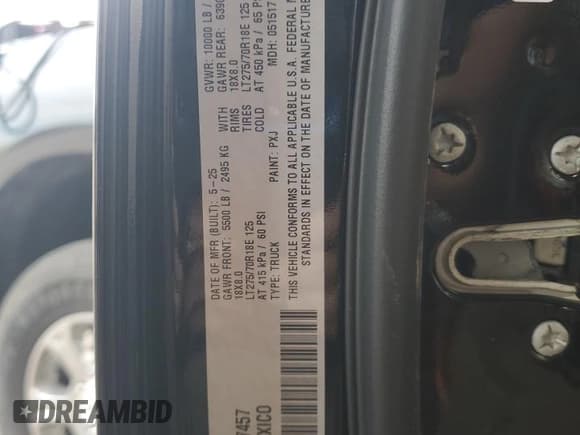 DATE OF MFR (BUILT): 5-25 GVWR: 10000 LB /
GAWR FRONT: 5500 LB / 2495 KG WITH GAWR REAR: 6390
18X8.0 RIMS 18X8.0
LT275/70R18E 125 TIRES LT275/70R18E 125
AT 415 kPa / 60 PSI COLD AT 450 kPa / 65 PS
TYPE: TRUCK PAINT: PXJ MDH: 051517
THIS VEHICLE CONFORMS TO ALL APPLICABLE U.S.A. FEDERAL
STANDARDS IN EFFECT ON THE DATE OF MANUFACTUR
7457
XICO
DREAMBID